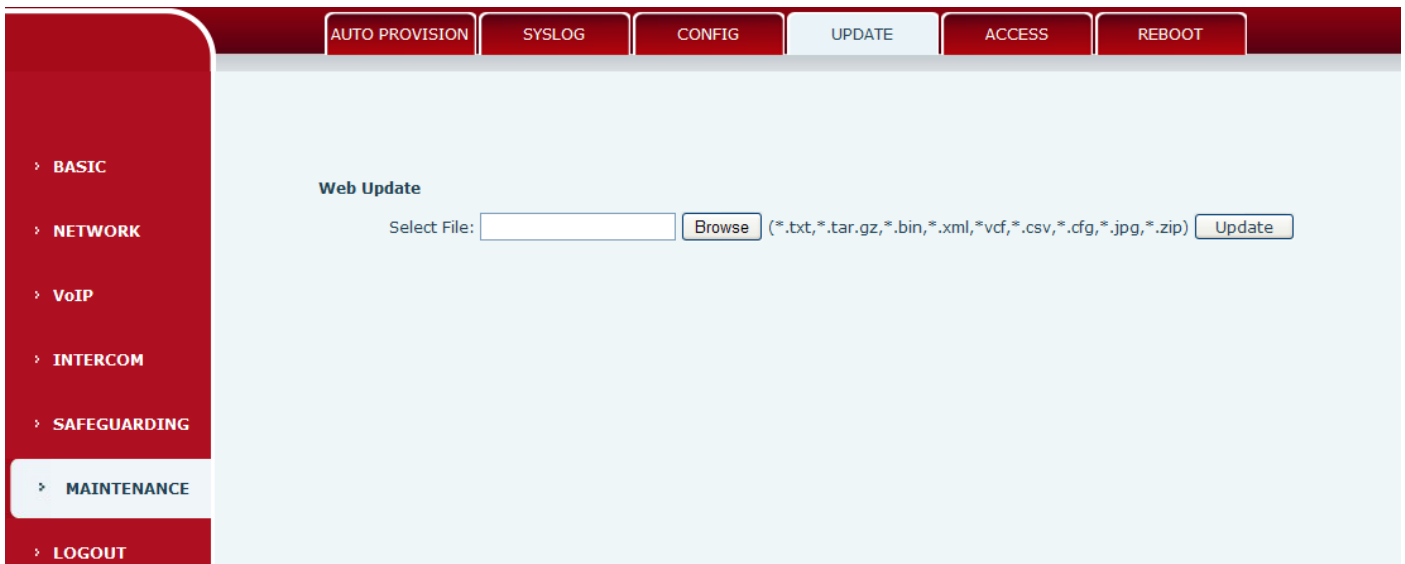 AUTO PROVISION SYSLOG CONFIG UPDATE ACCESS REBOOT
BASIC
NETWORK
VoIP
INTERCOM
SAFEGUARDING
MAINTENANCE
LOGOUT
Web Update
Select File: Browse (*.txt,*.tar.gz,*.bin,*.xml,*vcf,*.csv,*.cfg,*.jpg,*.zip) Update